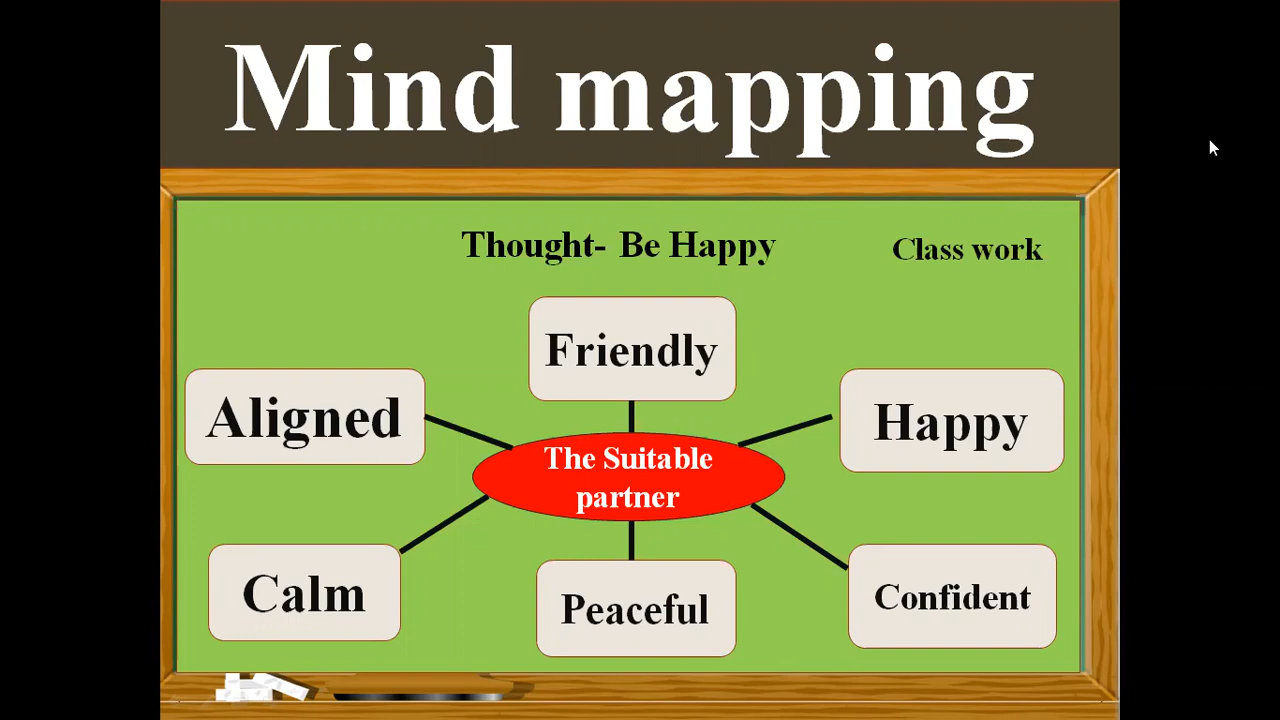 Mind mapping
Thought- Be Happy
Class work
Friendly
Aligned
Happy
The Suitable
partner
Calm
Peaceful
Confident